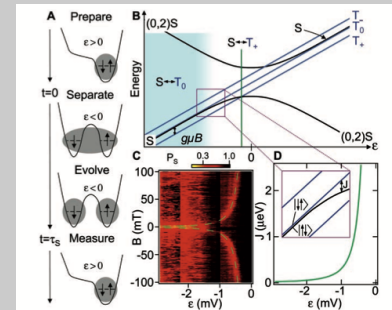 A
Prepare
ε>0
t=0
Separate
ε<0
Evolve
ε<0
t=τS
Measure
ε>0
B
Energy
(0,2)S
S↔T+
S↔T0
S
T-
T0
T+
gμB
S
(0,2)S
ε
C
PS
0.3 1.0
B (mT)
100
50
0
-50
-100
-2 -1 0
ε (mV)
D
J (μeV)
2
1
0
J
|↓↑⟩
|↑↓⟩
-2 -1 0
ε (mV)